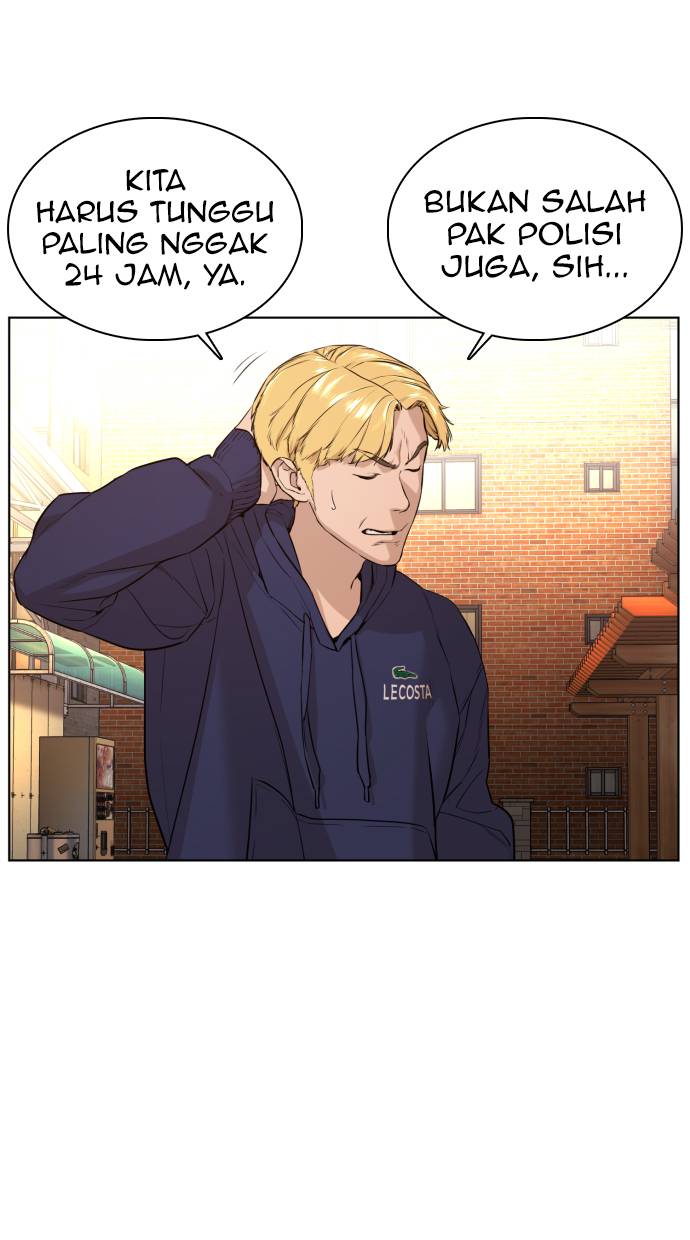 KITA
HARUS TUNGGU
PALING NGGAK
24 JAM, YA.
BUKAN SALAH
PAK POLISI
JUGA, SIH...
LECOSTA